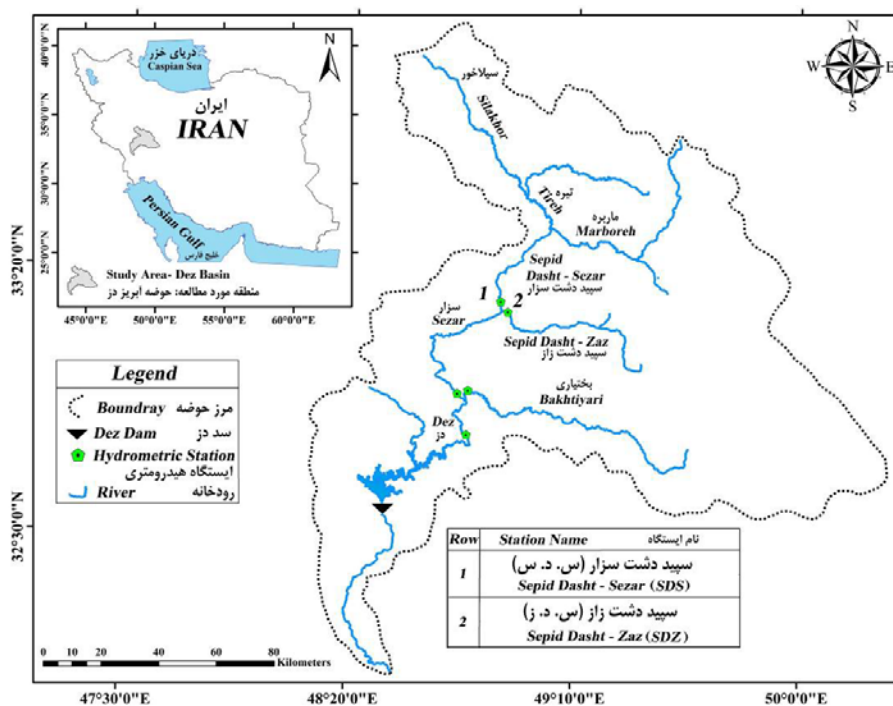 N
دریای خزر
Caspian Sea
ایران
IRAN
Persian Gulf
خلیج فارس
Study Area- Dez Basin
منطقه مورد مطالعه: حوضه آبریز دز
35°0'0"N
30°0'0"N
25°0'0"N
45°0'0"E
50°0'0"E
55°0'0"E
60°0'0"E
N
W
E
S
سیلاخور
Silakhor
تیره
Tireh
ماربره
Marboreh
Sepid
Dasht - Sezar
سپید دشت سزار
1
2
سزار
Sezar
Sepid Dasht - Zaz
سپید دشت زاز
بختیاری
Bakhtiyari
Dez
دز
Legend
Boundray مرز حوضه
Dez Dam سد دز
Hydrometric Station
ایستگاه هیدرومتری
River رودخانه
Row Station Name نام ایستگاه
1 سپید دشت سزار (س. د. س)
Sepid Dasht - Sezar (SDS)
2 سپید دشت زاز (س. د. ز)
Sepid Dasht - Zaz (SDZ)
0 10 20 40 60 80
Kilometers
33°20'0"N
32°30'0"N
47°30'0"E
48°20'0"E
49°10'0"E
50°0'0"E